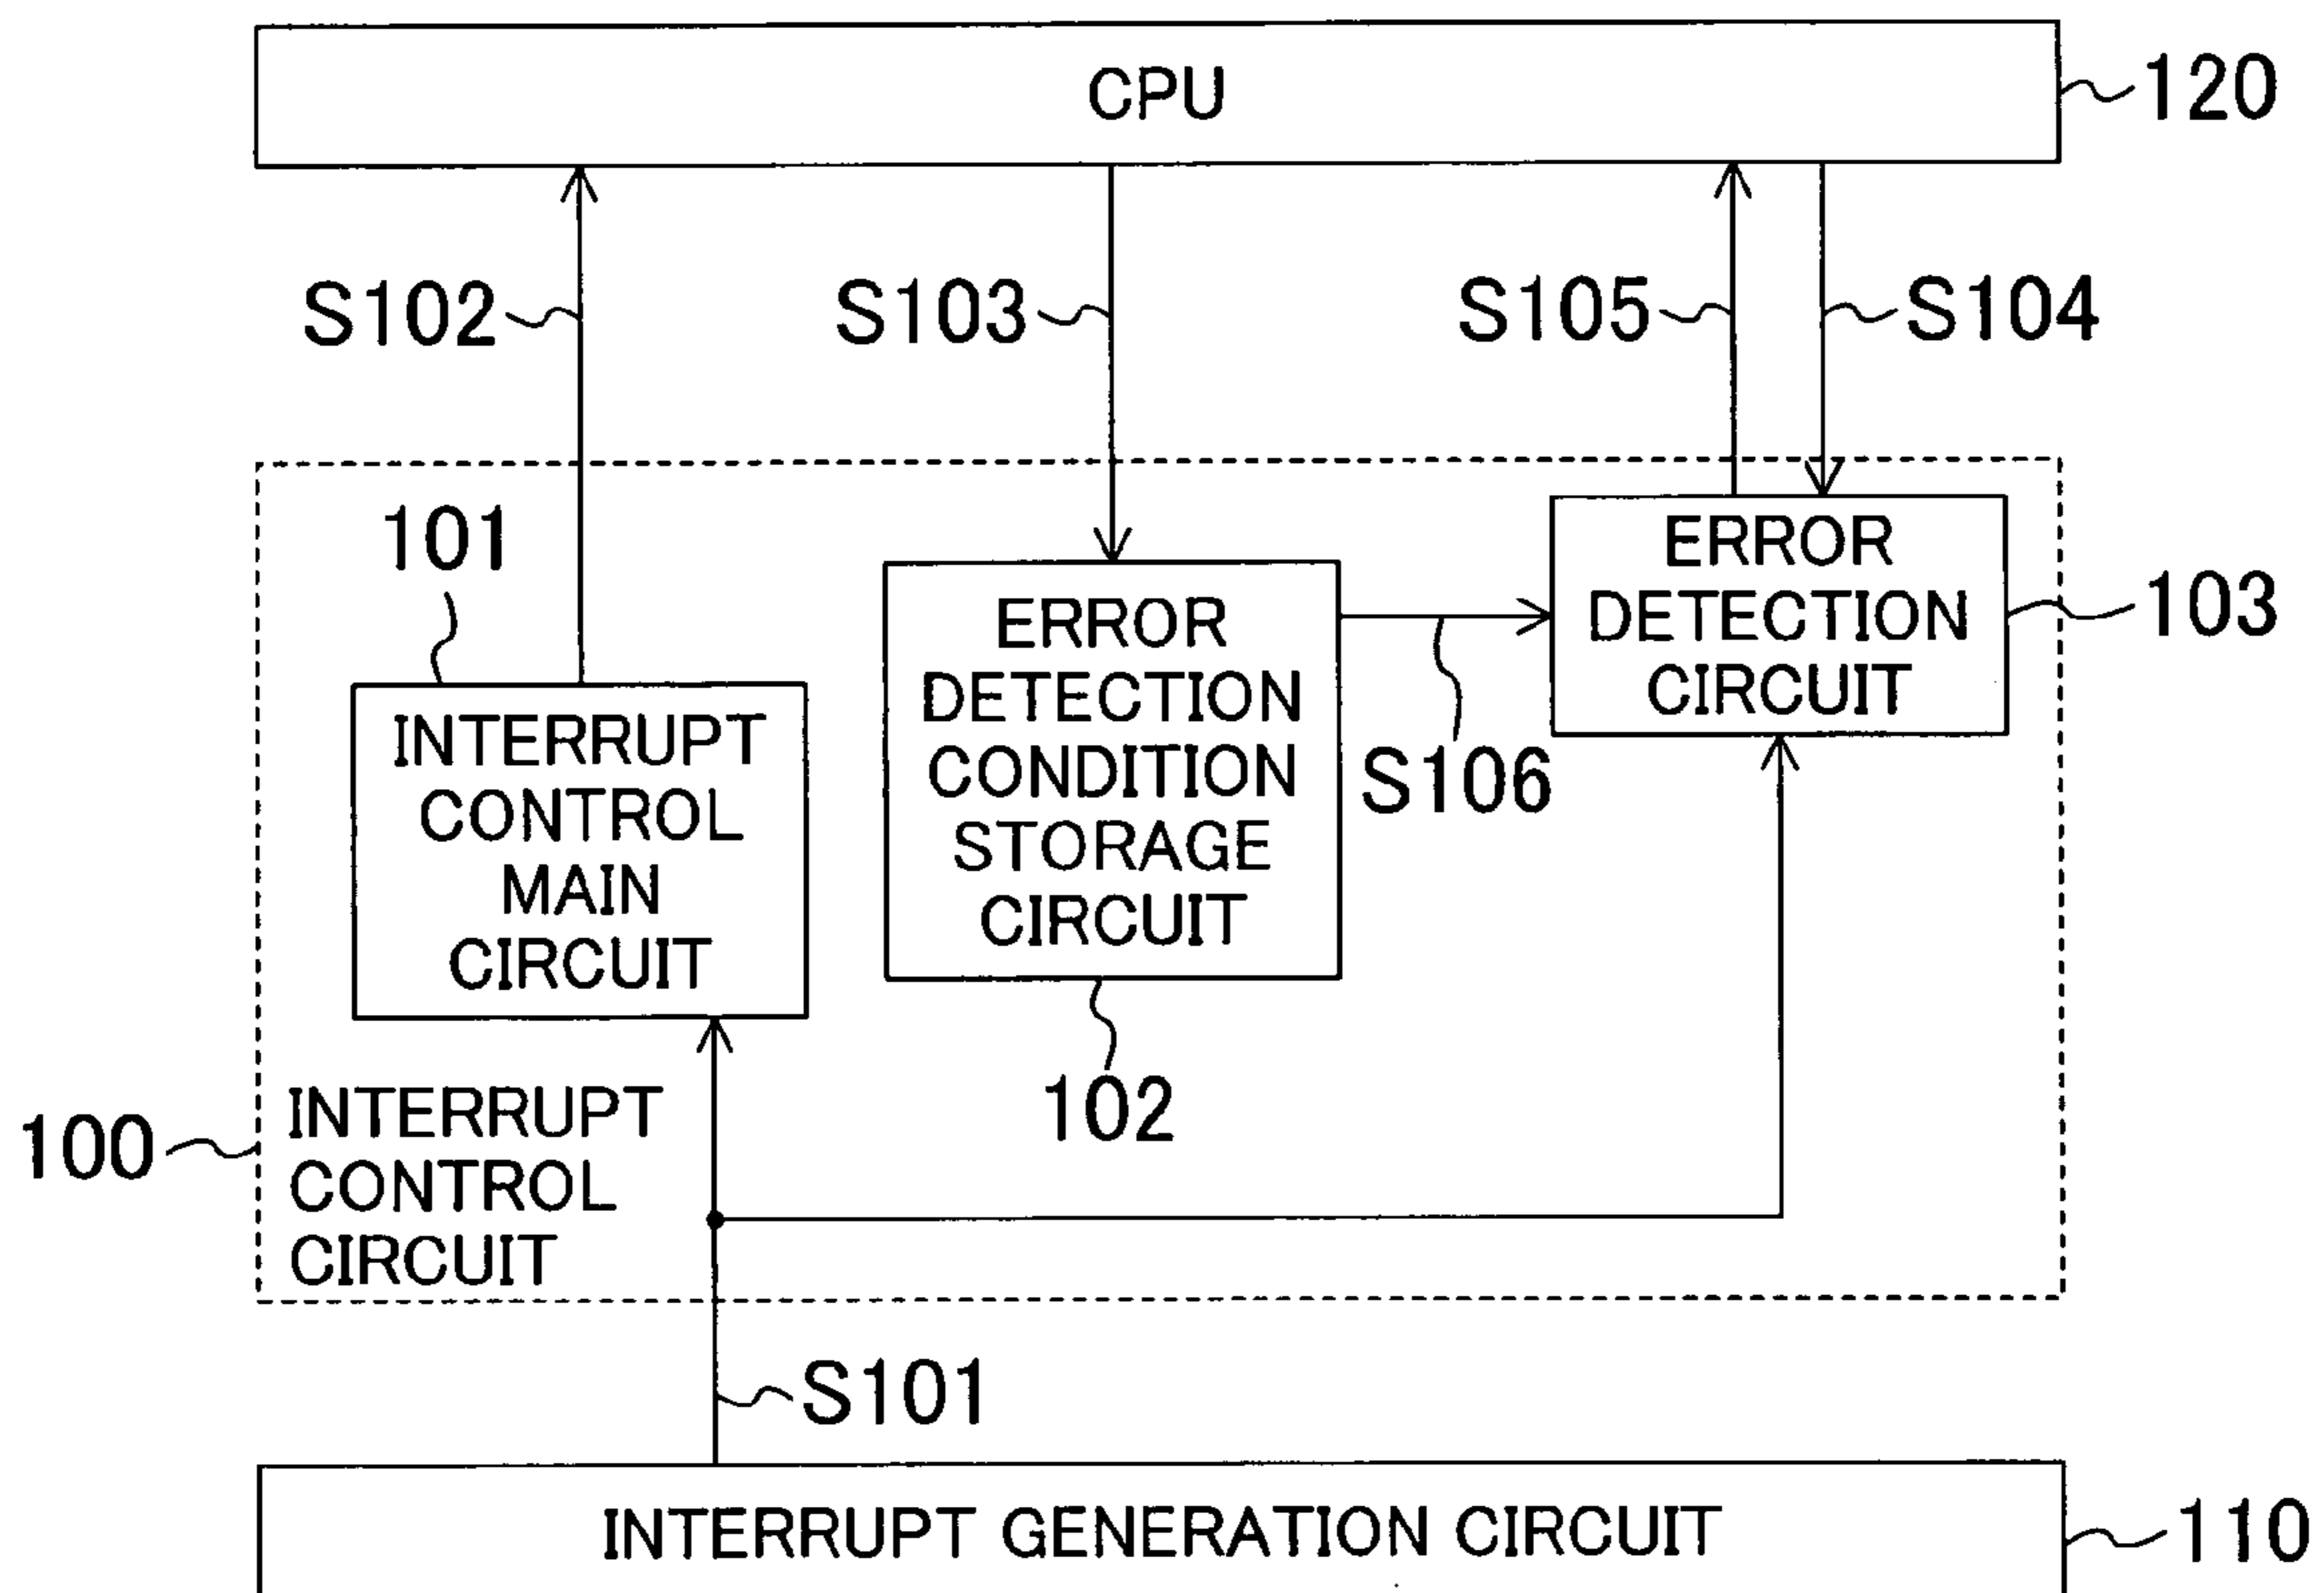 CPU
120
S102
S103
S105
S104
101
INTERRUPT
CONTROL
MAIN
CIRCUIT
ERROR
DETECTION
CONDITION
STORAGE
CIRCUIT
102
S106
ERROR
DETECTION
CIRCUIT
103
100
INTERRUPT
CONTROL
CIRCUIT
S101
INTERRUPT GENERATION CIRCUIT
110